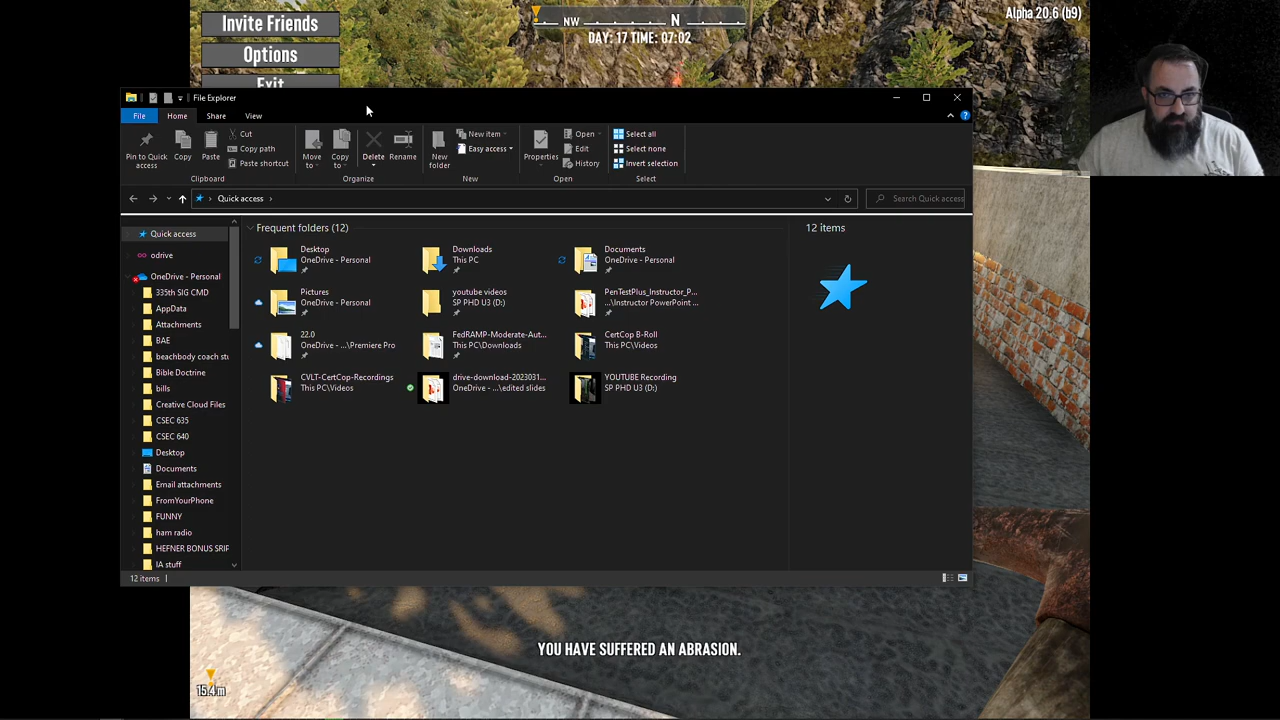 Invite Friends
Options
Exit
NW N
DAY: 17 TIME: 07:02
Alpha 20.6 (b9)
File Explorer
File Home Share View
Pin to Quick access
Copy
Paste
Cut
Copy path
Paste shortcut
Clipboard
Move to
Copy to
Delete
Rename
Organize
New folder
New item
Easy access
New
Properties
Open
Edit
History
Open
Select all
Select none
Invert selection
Select
Quick access
Search Quick access
Quick access
odrive
OneDrive - Personal
335th SIG CMD
AppData
Attachments
BAE
beachbody coach stu
Bible Doctrine
bills
Creative Cloud Files
CSEC 635
CSEC 640
Desktop
Documents
Email attachments
FromYourPhone
FUNNY
ham radio
HEFNER BONUS SRIP
IA stuff
Frequent folders (12)
Desktop
OneDrive - Personal
Downloads
This PC
Documents
OneDrive - Personal
Pictures
OneDrive - Personal
youtube videos
SP PHD U3 (D:)
PenTestPlus_Instructor_P...
...\Instructor PowerPoint ...
22.0
OneDrive - ...\Premiere Pro
FedRAMP-Moderate-Aut...
This PC\Downloads
CertCop B-Roll
This PC\Videos
CVLT-CertCop-Recordings
This PC\Videos
drive-download-2023031...
OneDrive - ...\edited slides
YOUTUBE Recording
SP PHD U3 (D:)
12 items
12 items
YOU HAVE SUFFERED AN ABRASION.
15.4m